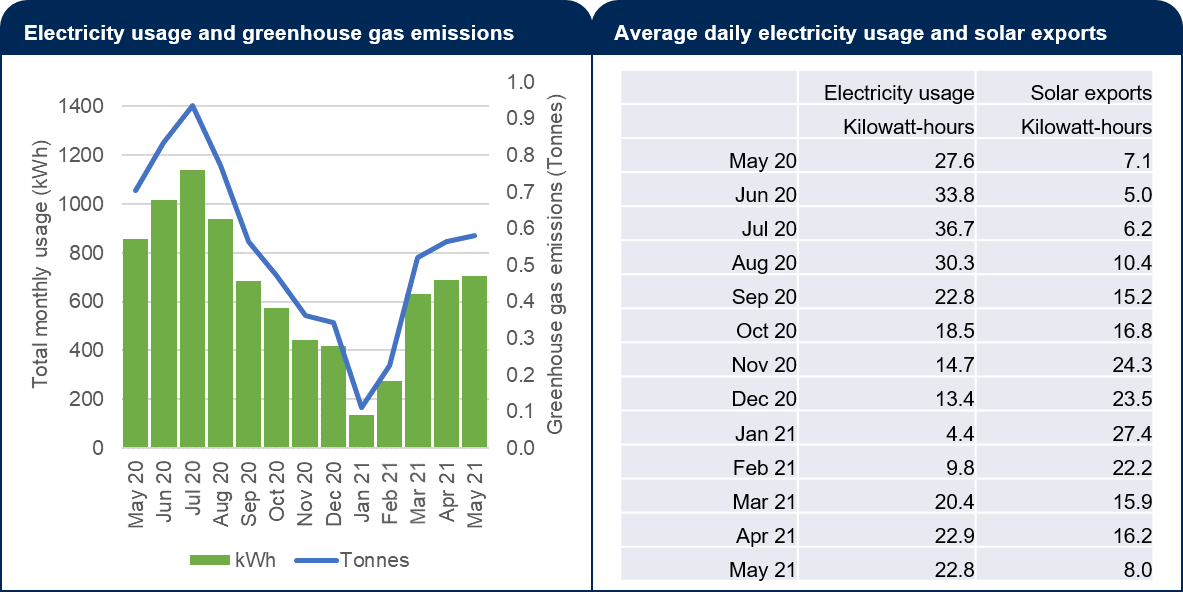 Electricity usage and greenhouse gas emissions
1400
1200
1000
800
600
400
200
0
Total monthly usage (kWh)
1.0
0.9
0.8
0.7
0.6
0.5
0.4
0.3
0.2
0.1
0.0
Greenhouse gas emissions (Tonnes)
May 20
Jun 20
Jul 20
Aug 20
Sep 20
Oct 20
Nov 20
Dec 20
Jan 21
Feb 21
Mar 21
Apr 21
May 21
kWh Tonnes
Average daily electricity usage and solar exports
Electricity usage Solar exports
Kilowatt-hours Kilowatt-hours
May 20 27.6 7.1
Jun 20 33.8 5.0
Jul 20 36.7 6.2
Aug 20 30.3 10.4
Sep 20 22.8 15.2
Oct 20 18.5 16.8
Nov 20 14.7 24.3
Dec 20 13.4 23.5
Jan 21 4.4 27.4
Feb 21 9.8 22.2
Mar 21 20.4 15.9
Apr 21 22.9 16.2
May 21 22.8 8.0